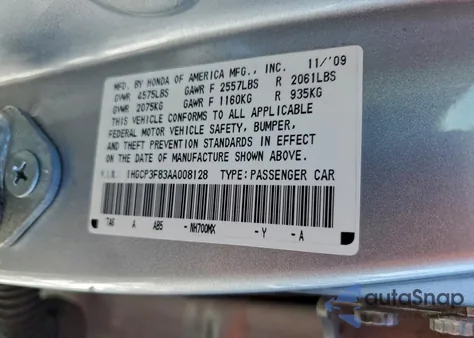 MFD. BY HONDA OF AMERICA MFG., INC. 11/'09
GVWR 4575LBS GAWR F 2557LBS R 2061LBS
GVWR 2075KG GAWR F 1160KG R 935KG
THIS VEHICLE CONFORMS TO ALL APPLICABLE
FEDERAL MOTOR VEHICLE SAFETY, BUMPER,
AND THEFT PREVENTION STANDARDS IN EFFECT
ON THE DATE OF MANUFACTURE SHOWN ABOVE.
V.I.N. 1HGCP3F83AA008128 TYPE: PASSENGER CAR
TA6 A AB5 -NH700MX -Y -A
autoSnap